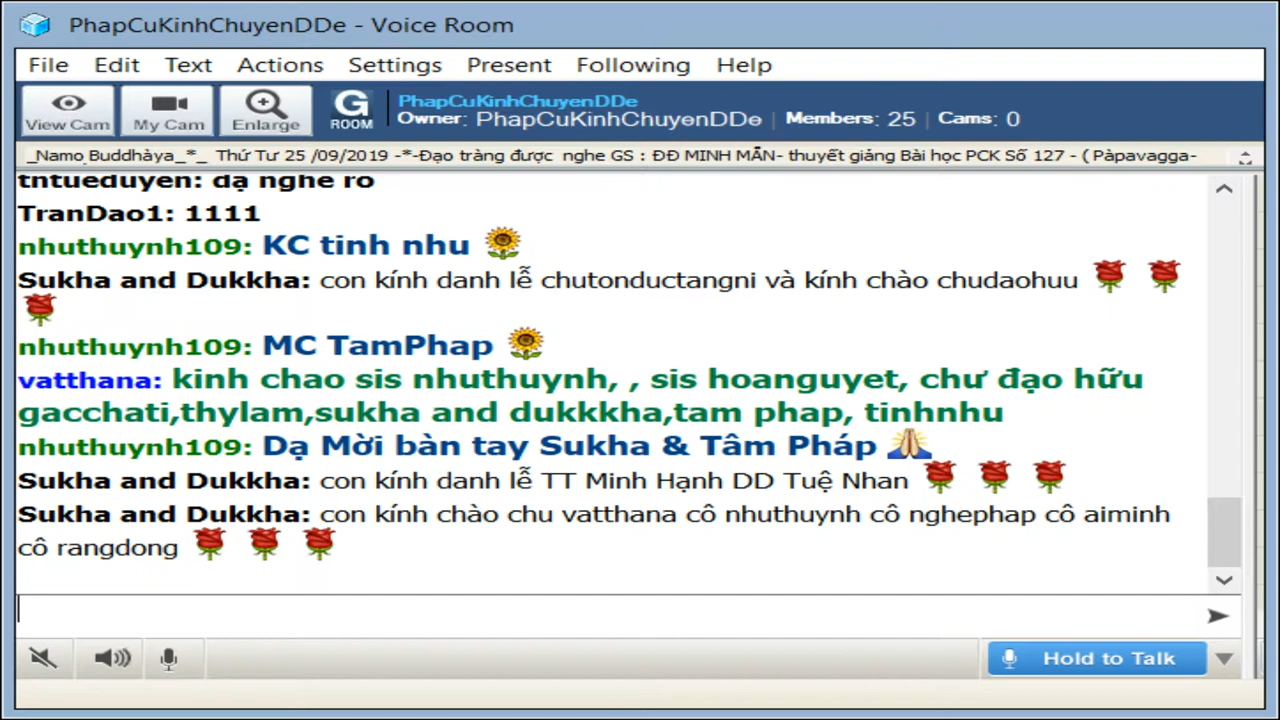 PhapCuKinhChuyenDDe - Voice Room
File Edit Text Actions Settings Present Following Help
View Cam My Cam Enlarge G ROOM
PhapCuKinhChuyenDDe
Owner: PhapCuKinhChuyenDDe | Members: 25 | Cams: 0
_Namo_Buddhàya_*_ Thứ Tư 25 /09/2019 -*-Đạo tràng được nghe GS : ĐĐ MINH MẪN- thuyết giảng Bài học PCK Số 127 - ( Pàpavagga-
tntueduyen: dạ nghe rõ
TranDao1: 1111
nhuthuynh109: KC tinh nhu
Sukha and Dukkha: con kính danh lễ chutonductangni và kính chào chudaohuu
nhuthuynh109: MC TamPhap
vatthana: kinh chao sis nhuthuynh, , sis hoanguyet, chư đạo hữu
gacchati,thylam,sukha and dukkkha,tam phap, tinhnhu
nhuthuynh109: Dạ Mời bàn tay Sukha & Tâm Pháp
Sukha and Dukkha: con kính danh lễ TT Minh Hạnh DD Tuệ Nhan
Sukha and Dukkha: con kính chào chu vatthana cô nhuthuynh cô nghephap cô aiminh
cô rangdong
Hold to Talk